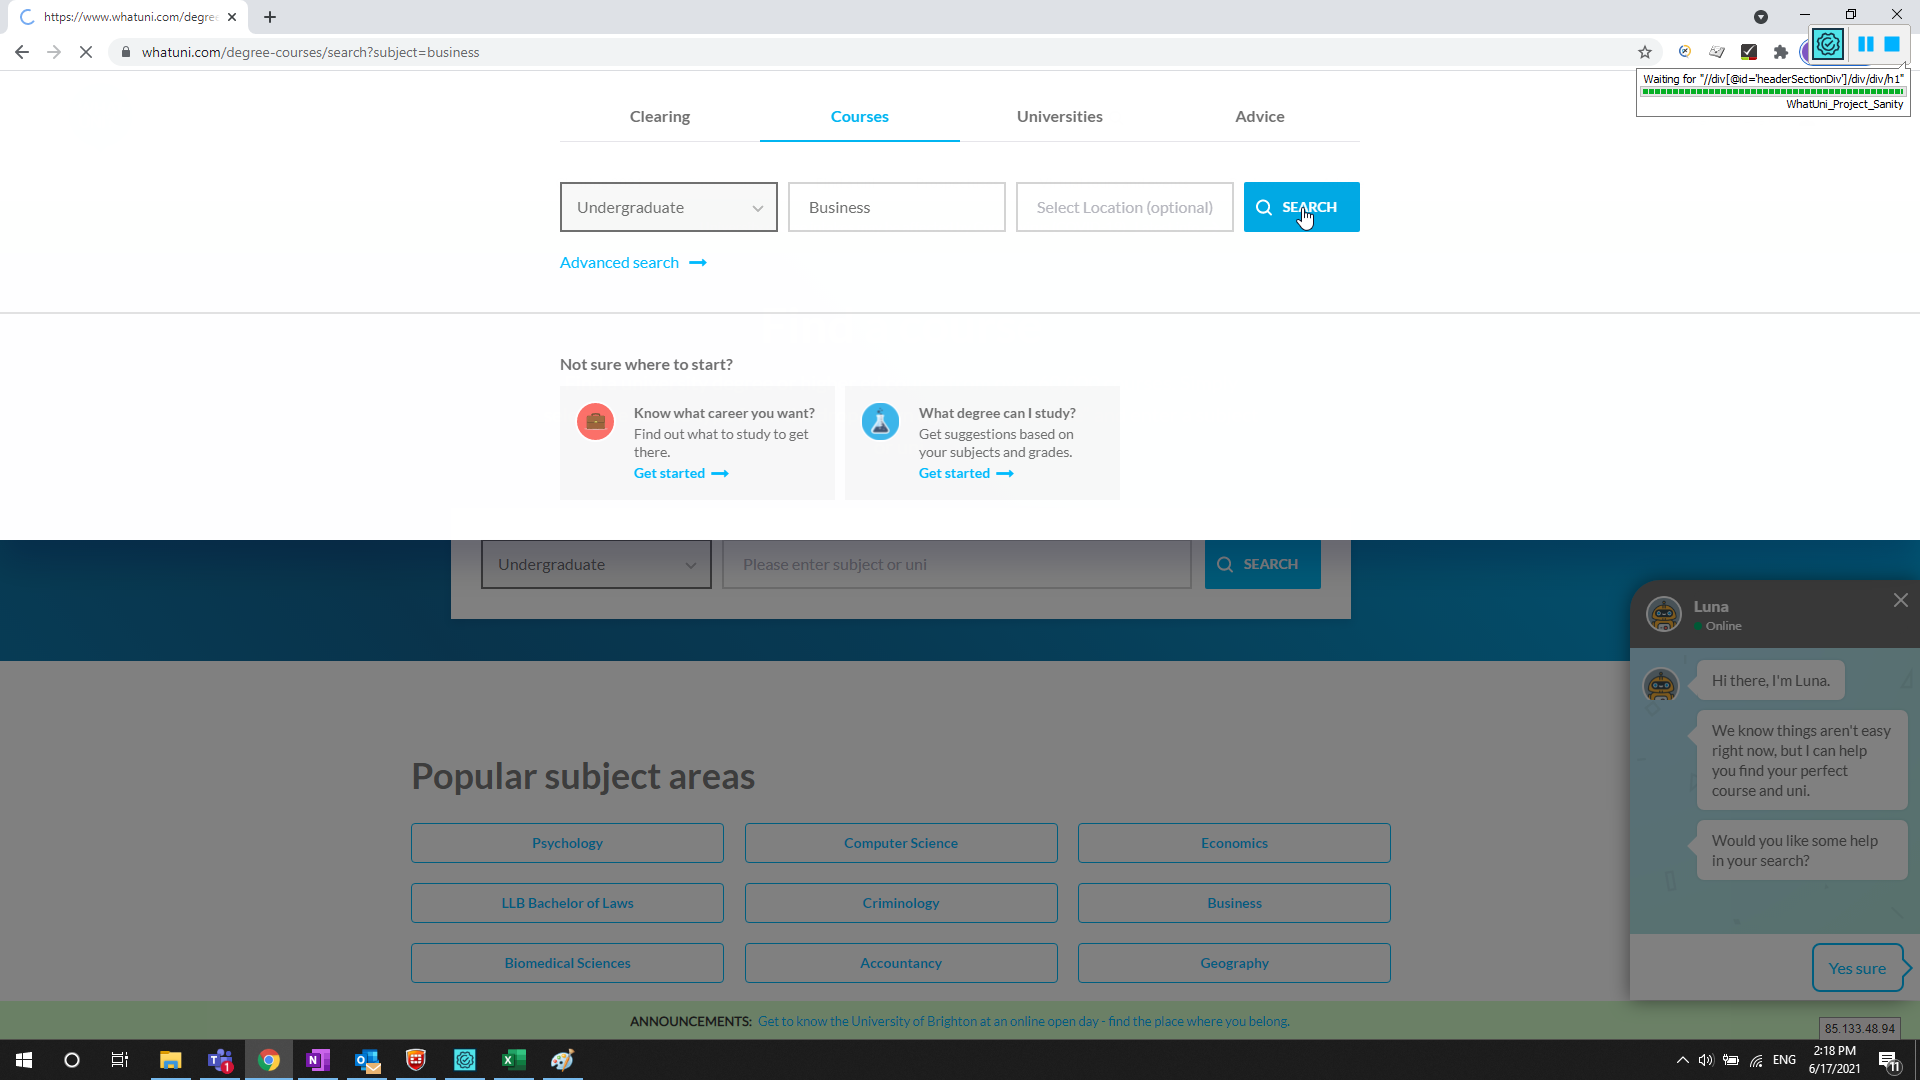 https://www.whatuni.com/degree
whatuni.com/degree-courses/search?subject=business
Waiting for "//div[@id='headerSectionDiv']/div/div/h1"
WhatUni_Project_Sanity
Clearing
Courses
Universities
Advice
Undergraduate
Business
Select Location (optional)
SEARCH
Advanced search
Not sure where to start?
Know what career you want?
Find out what to study to get
there.
Get started
What degree can I study?
Get suggestions based on
your subjects and grades.
Get started
Undergraduate
Please enter subject or uni
SEARCH
Luna
Online
Hi there, I'm Luna.
We know things aren't easy
right now, but I can help
you find your perfect
course and uni.
Would you like some help
in your search?
Yes sure
Popular subject areas
Psychology
Computer Science
Economics
LLB Bachelor of Laws
Criminology
Business
Biomedical Sciences
Accountancy
Geography
ANNOUNCEMENTS: Get to know the University of Brighton at an online open day - find the place where you belong.
85.133.48.94
1
ENG
2:18 PM
6/17/2021
11